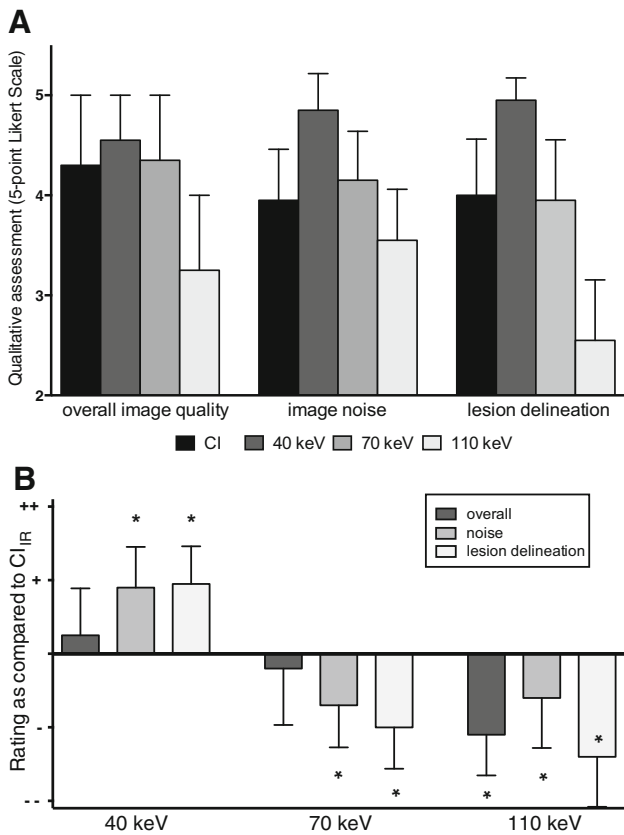 A
Qualitative assessment (5-point Likert Scale)
5
4
3
2
overall image quality image noise lesion delineation
CI 40 keV 70 keV 110 keV
B
Rating as compared to CI_IR
++
+
-
--
overall
noise
lesion delineation
* *
* *
* * *
40 keV 70 keV 110 keV